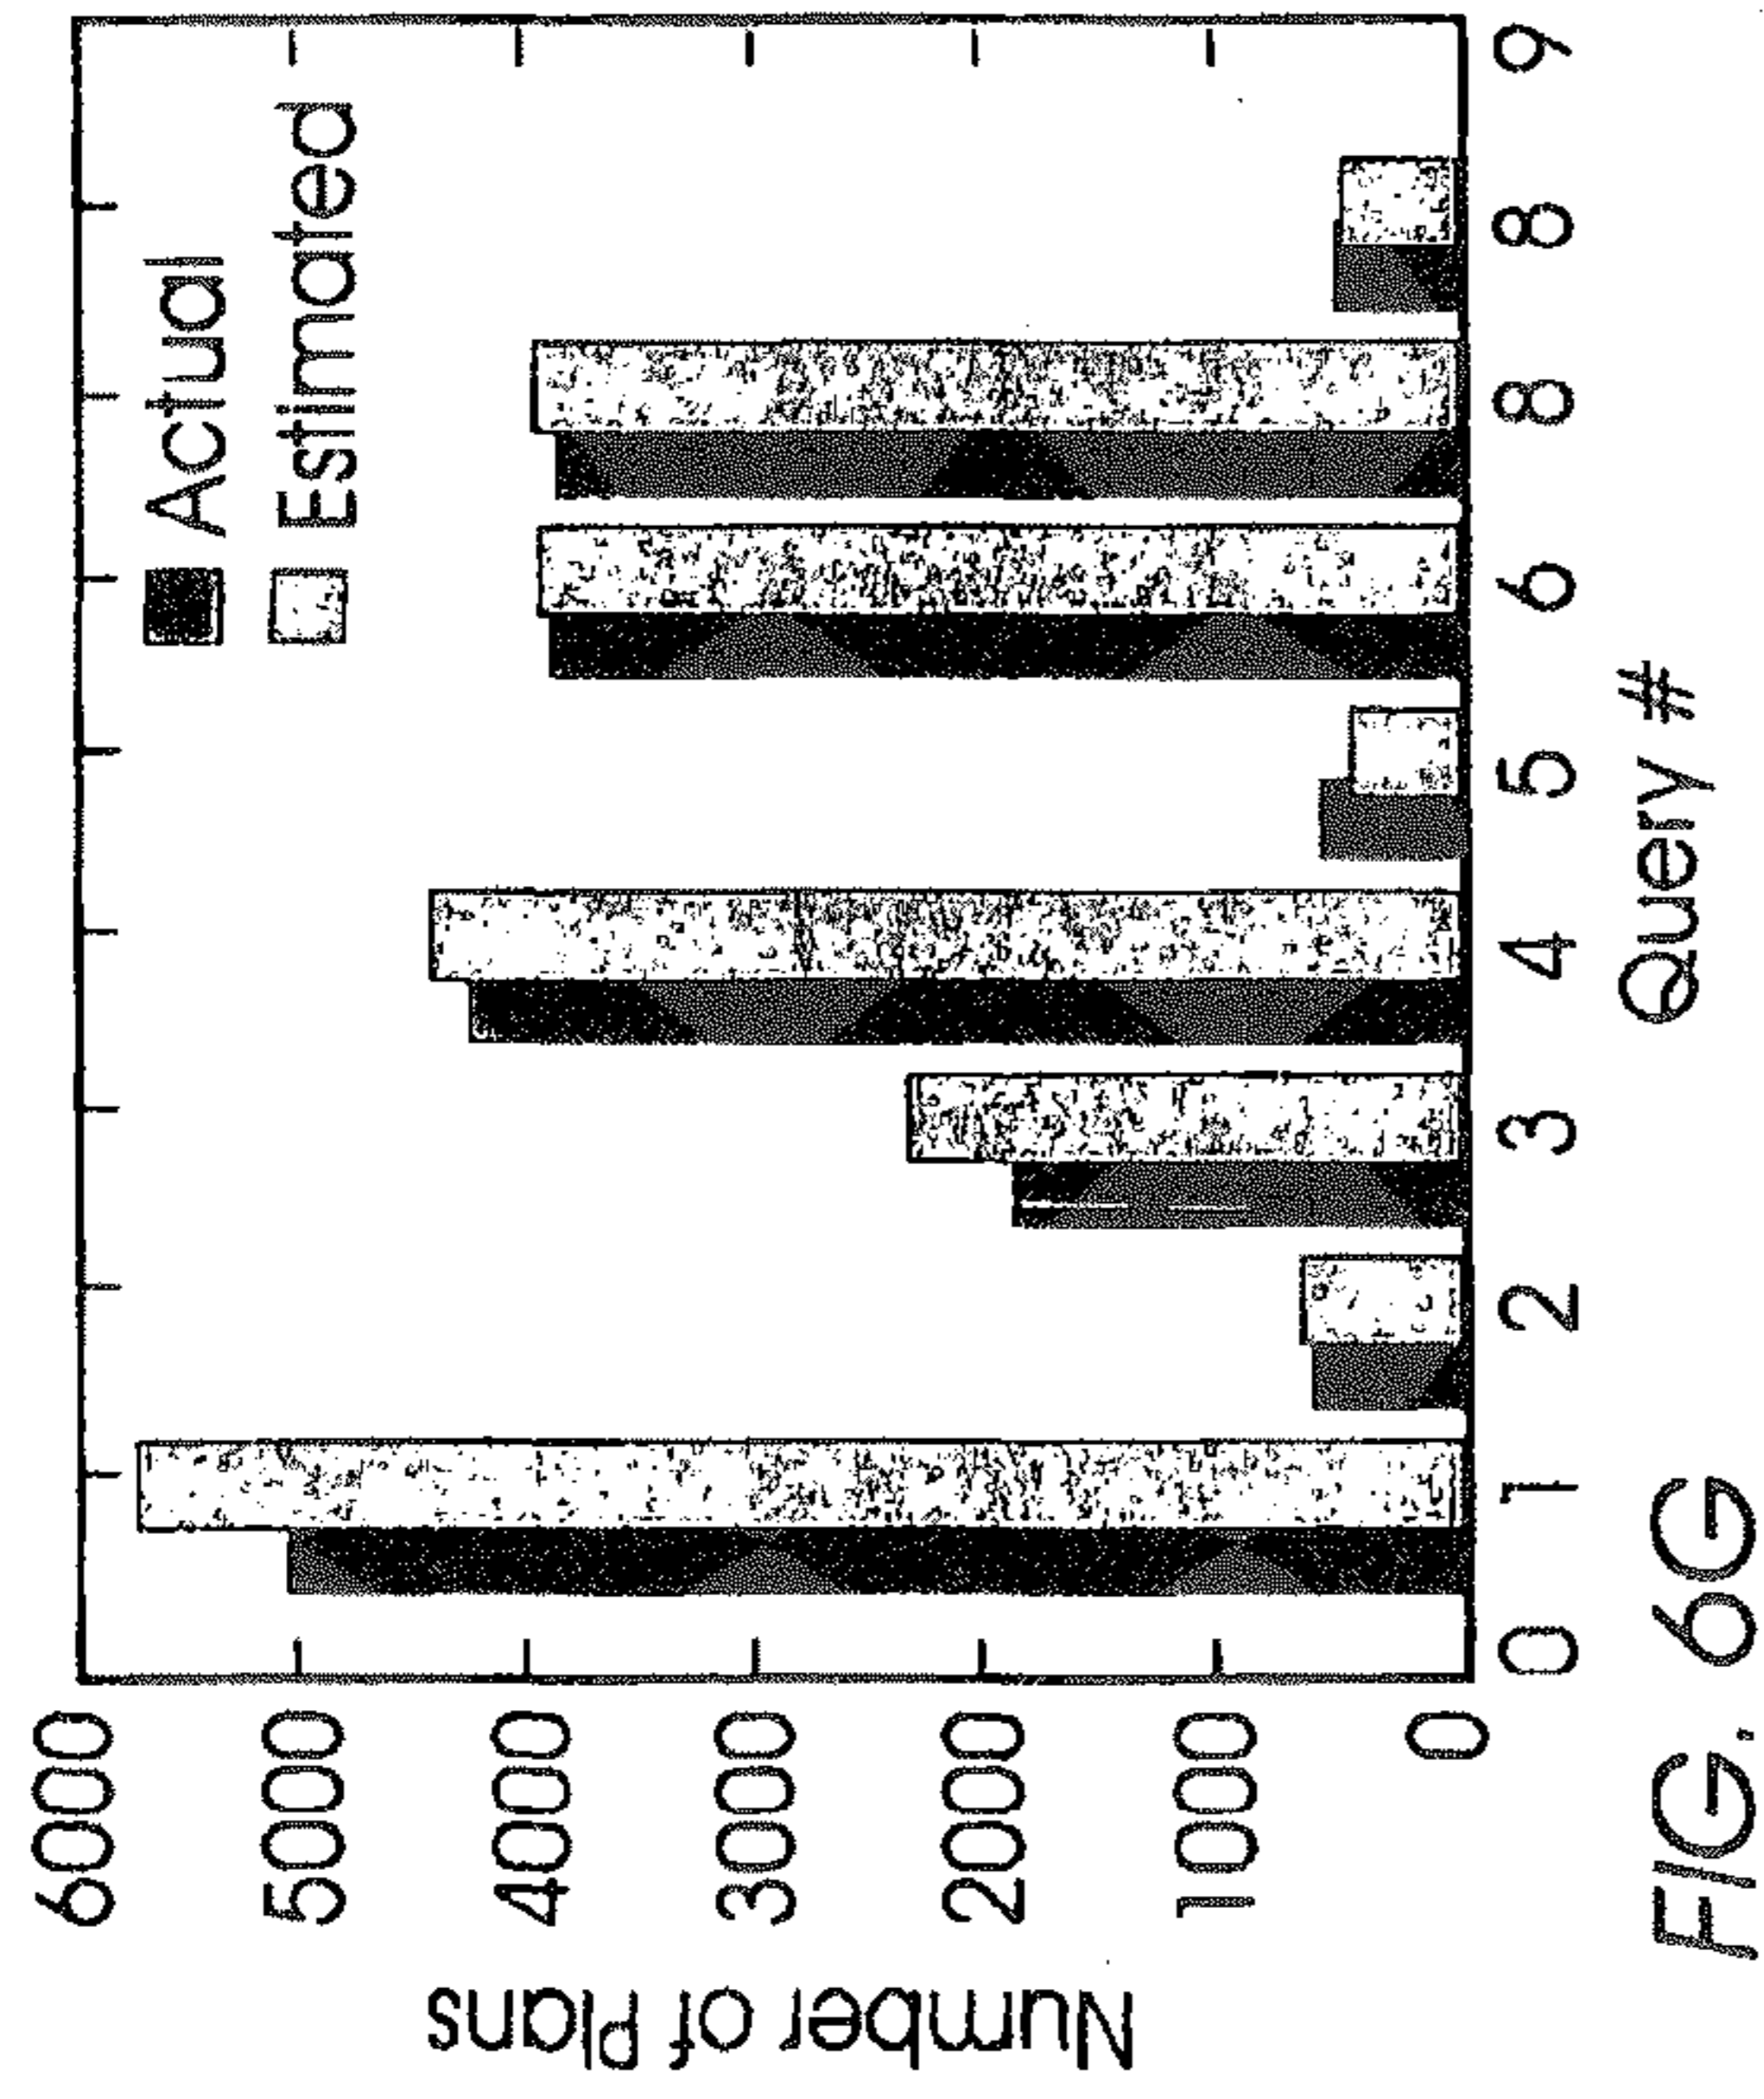 Actual
Estimated
6000
5000
4000
3000
2000
1000
0
Number of Plans
0 1 2 3 4 5 6 8 8 9
Query #
FIG. 6G